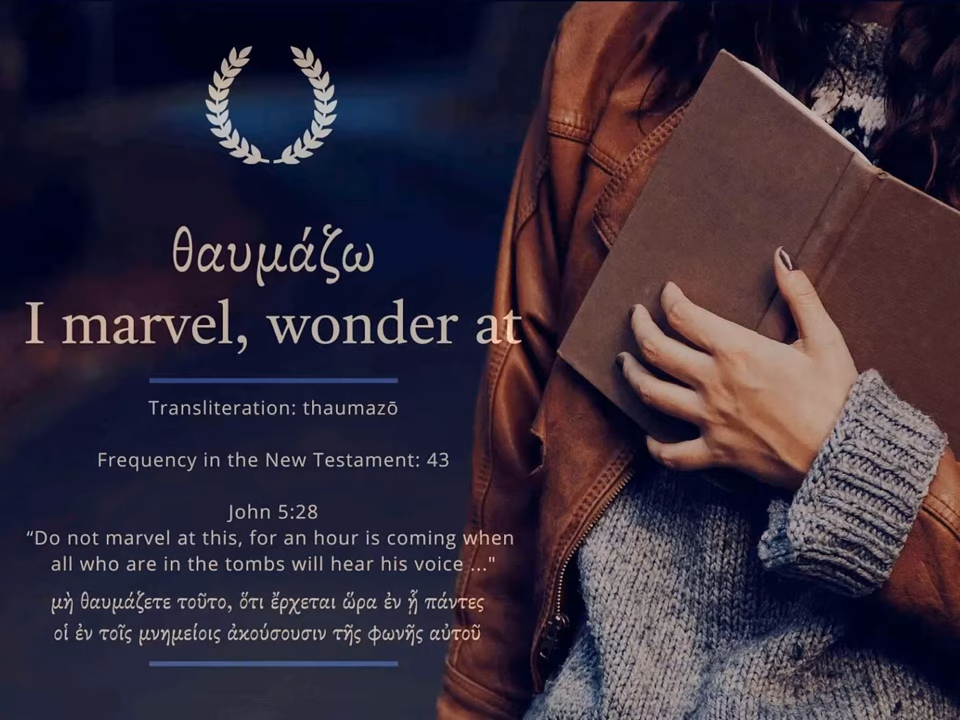 θαυμάζω
I marvel, wonder at
Transliteration: thaumazō
Frequency in the New Testament: 43
John 5:28
“Do not marvel at this, for an hour is coming when
all who are in the tombs will hear his voice ..."
μὴ θαυμάζετε τοῦτο, ὅτι ἔρχεται ὥρα ἐν ᾗ πάντες
οἱ ἐν τοῖς μνημείοις ἀκούσουσιν τῆς φωνῆς αὐτοῦ